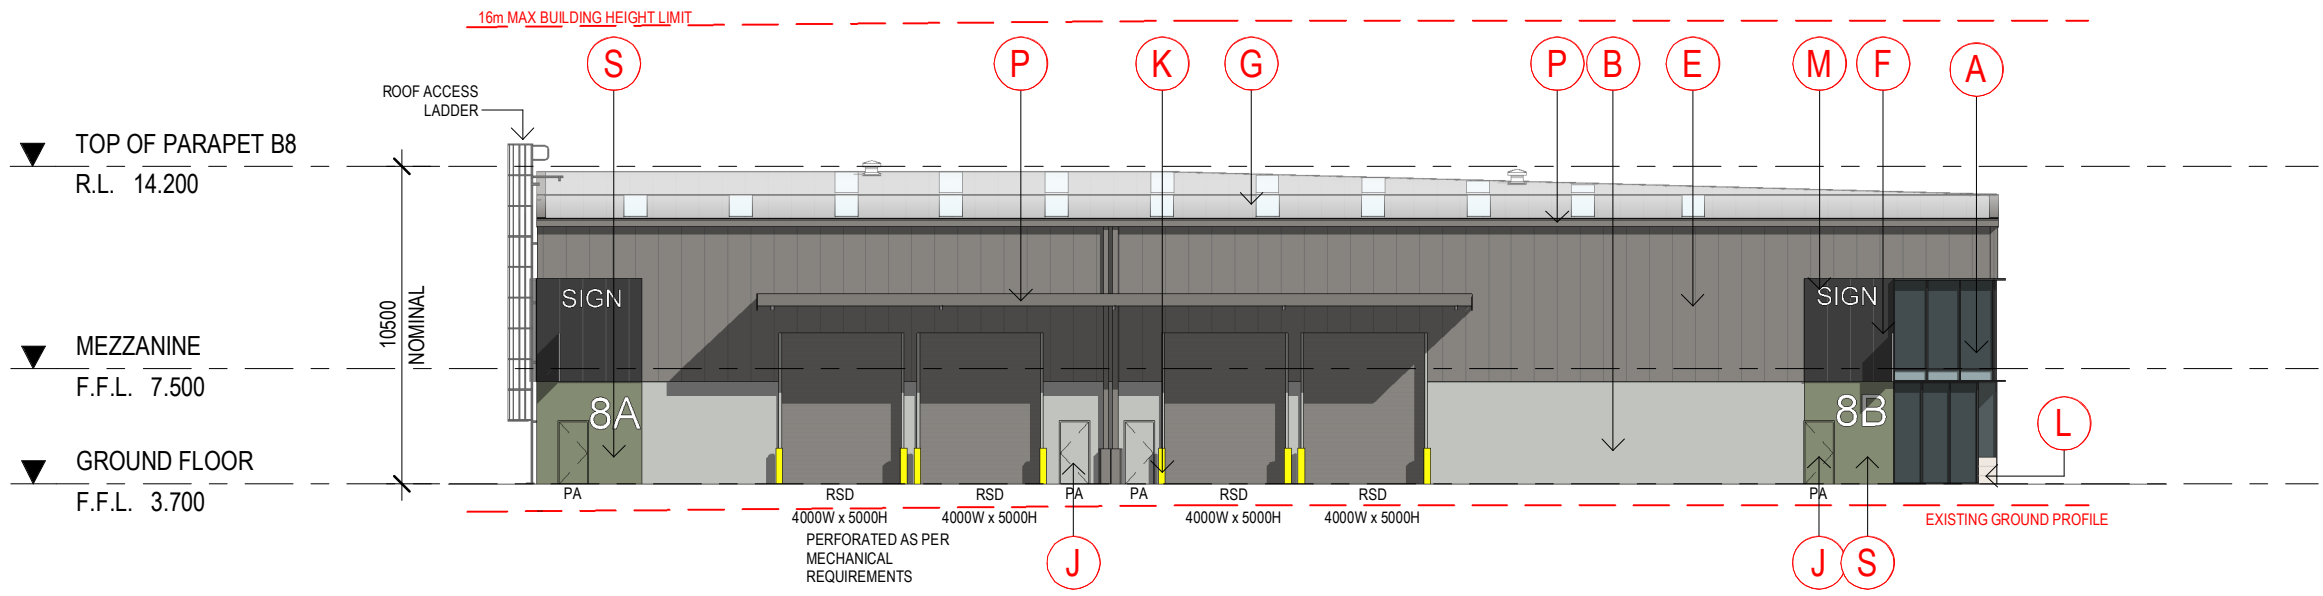 16m MAX BUILDING HEIGHT LIMIT
S P K G P B E M F A
ROOF ACCESS
LADDER
TOP OF PARAPET B8
R.L. 14.200
10500
NOMINAL
SIGN
SIGN
MEZZANINE
F.F.L. 7.500
8A
8B
L
GROUND FLOOR
F.F.L. 3.700
PA RSD RSD PA PA RSD RSD PA
4000W x 5000H 4000W x 5000H 4000W x 5000H 4000W x 5000H
EXISTING GROUND PROFILE
PERFORATED AS PER
MECHANICAL
REQUIREMENTS
J J S